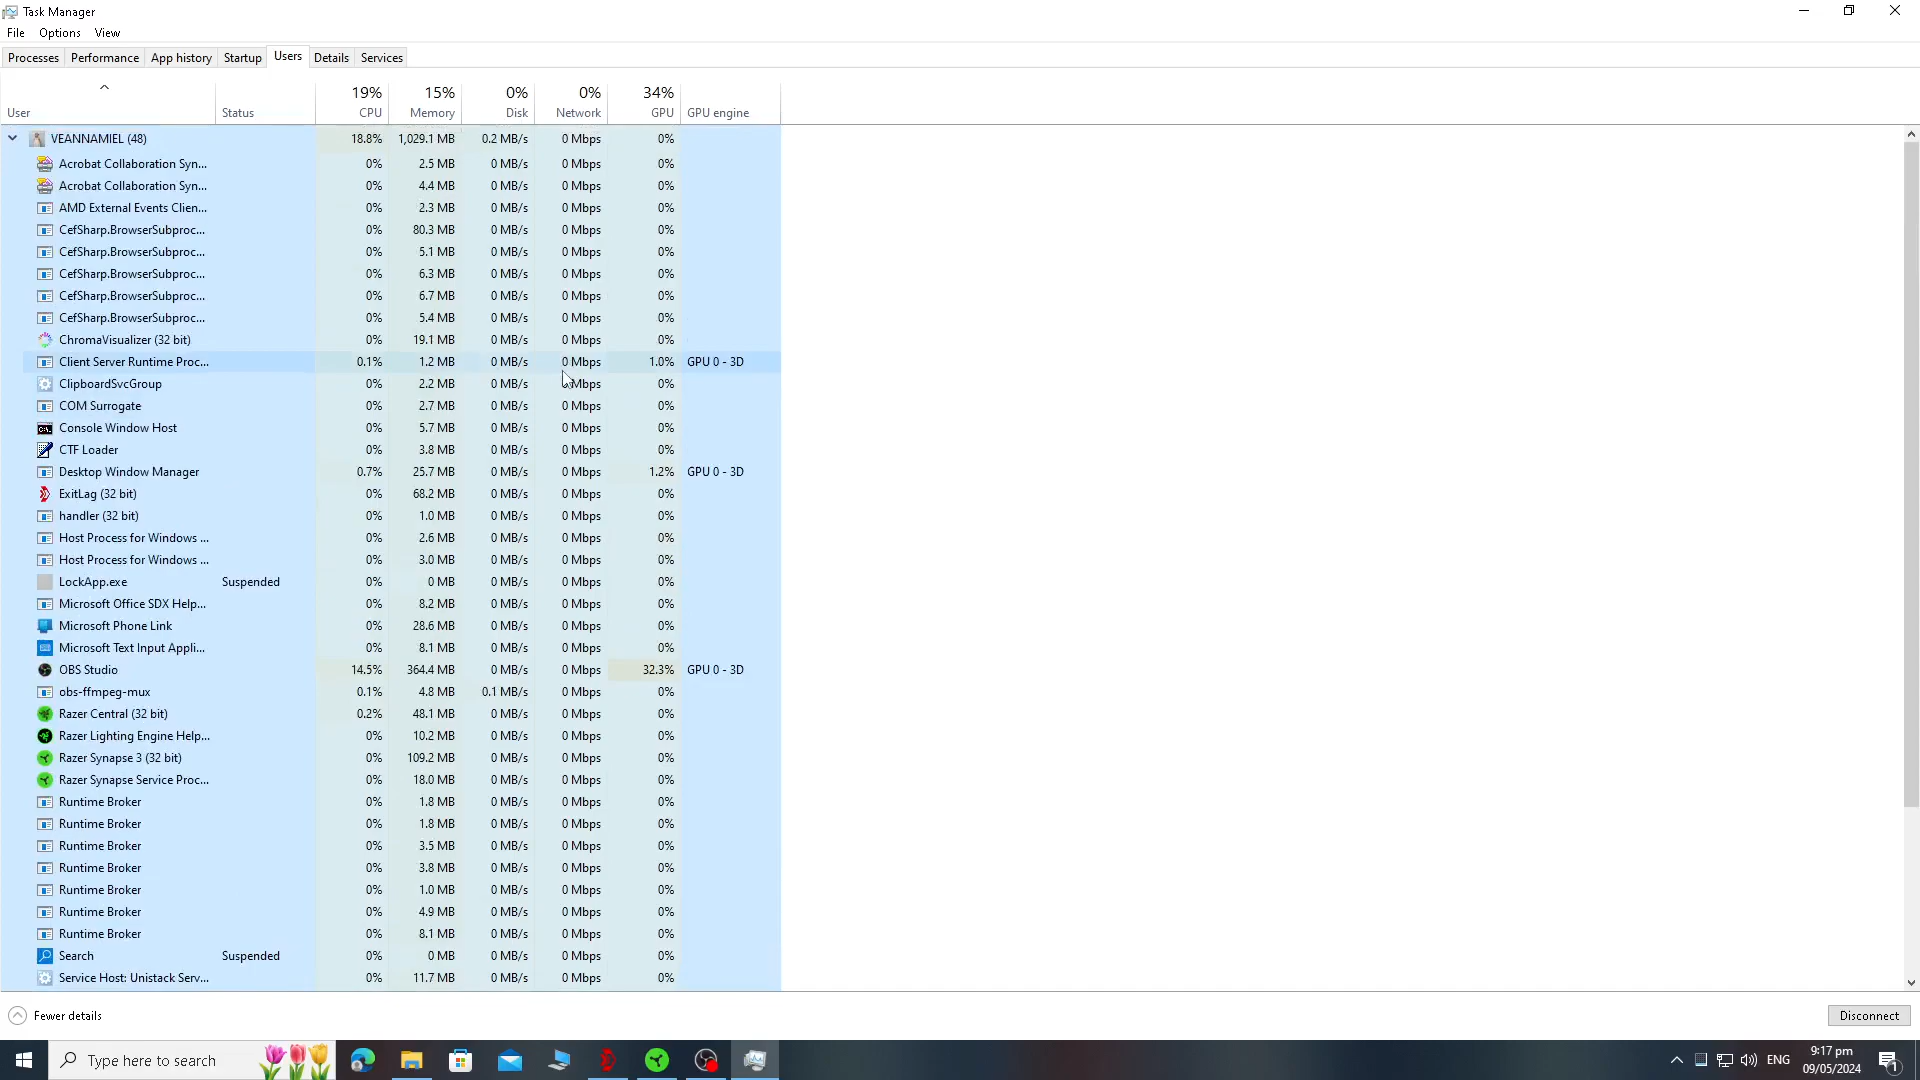 Task Manager
File Options View
Processes Performance App history Startup Users Details Services
19% 15% 0% 0% 34%
User Status CPU Memory Disk Network GPU GPU engine
VEANNAMIEL (48) 18.8% 1,029.1 MB 0.2 MB/s 0 Mbps 0%
Acrobat Collaboration Syn... 0% 2.5 MB 0 MB/s 0 Mbps 0%
Acrobat Collaboration Syn... 0% 4.4 MB 0 MB/s 0 Mbps 0%
AMD External Events Clien... 0% 2.3 MB 0 MB/s 0 Mbps 0%
CefSharp.BrowserSubproc... 0% 80.3 MB 0 MB/s 0 Mbps 0%
CefSharp.BrowserSubproc... 0% 5.1 MB 0 MB/s 0 Mbps 0%
CefSharp.BrowserSubproc... 0% 6.3 MB 0 MB/s 0 Mbps 0%
CefSharp.BrowserSubproc... 0% 6.7 MB 0 MB/s 0 Mbps 0%
CefSharp.BrowserSubproc... 0% 5.4 MB 0 MB/s 0 Mbps 0%
ChromaVisualizer (32 bit) 0% 19.1 MB 0 MB/s 0 Mbps 0%
Client Server Runtime Proc... 0.1% 1.2 MB 0 MB/s 0 Mbps 1.0% GPU 0 - 3D
ClipboardSvcGroup 0% 2.2 MB 0 MB/s 0 Mbps 0%
COM Surrogate 0% 2.7 MB 0 MB/s 0 Mbps 0%
Console Window Host 0% 5.7 MB 0 MB/s 0 Mbps 0%
CTF Loader 0% 3.8 MB 0 MB/s 0 Mbps 0%
Desktop Window Manager 0.7% 25.7 MB 0 MB/s 0 Mbps 1.2% GPU 0 - 3D
ExitLag (32 bit) 0% 68.2 MB 0 MB/s 0 Mbps 0%
handler (32 bit) 0% 1.0 MB 0 MB/s 0 Mbps 0%
Host Process for Windows ... 0% 2.6 MB 0 MB/s 0 Mbps 0%
Host Process for Windows ... 0% 3.0 MB 0 MB/s 0 Mbps 0%
LockApp.exe Suspended 0% 0 MB 0 MB/s 0 Mbps 0%
Microsoft Office SDX Help... 0% 8.2 MB 0 MB/s 0 Mbps 0%
Microsoft Phone Link 0% 28.6 MB 0 MB/s 0 Mbps 0%
Microsoft Text Input Appli... 0% 8.1 MB 0 MB/s 0 Mbps 0%
OBS Studio 14.5% 364.4 MB 0 MB/s 0 Mbps 32.3% GPU 0 - 3D
obs-ffmpeg-mux 0.1% 4.8 MB 0.1 MB/s 0 Mbps 0%
Razer Central (32 bit) 0.2% 48.1 MB 0 MB/s 0 Mbps 0%
Razer Lighting Engine Help... 0% 10.2 MB 0 MB/s 0 Mbps 0%
Razer Synapse 3 (32 bit) 0% 109.2 MB 0 MB/s 0 Mbps 0%
Razer Synapse Service Proc... 0% 18.0 MB 0 MB/s 0 Mbps 0%
Runtime Broker 0% 1.8 MB 0 MB/s 0 Mbps 0%
Runtime Broker 0% 1.8 MB 0 MB/s 0 Mbps 0%
Runtime Broker 0% 3.5 MB 0 MB/s 0 Mbps 0%
Runtime Broker 0% 3.8 MB 0 MB/s 0 Mbps 0%
Runtime Broker 0% 1.0 MB 0 MB/s 0 Mbps 0%
Runtime Broker 0% 4.9 MB 0 MB/s 0 Mbps 0%
Runtime Broker 0% 8.1 MB 0 MB/s 0 Mbps 0%
Search Suspended 0% 0 MB 0 MB/s 0 Mbps 0%
Service Host: Unistack Serv... 0% 11.7 MB 0 MB/s 0 Mbps 0%
Fewer details Disconnect
Type here to search ENG 9:17 pm
09/05/2024 1